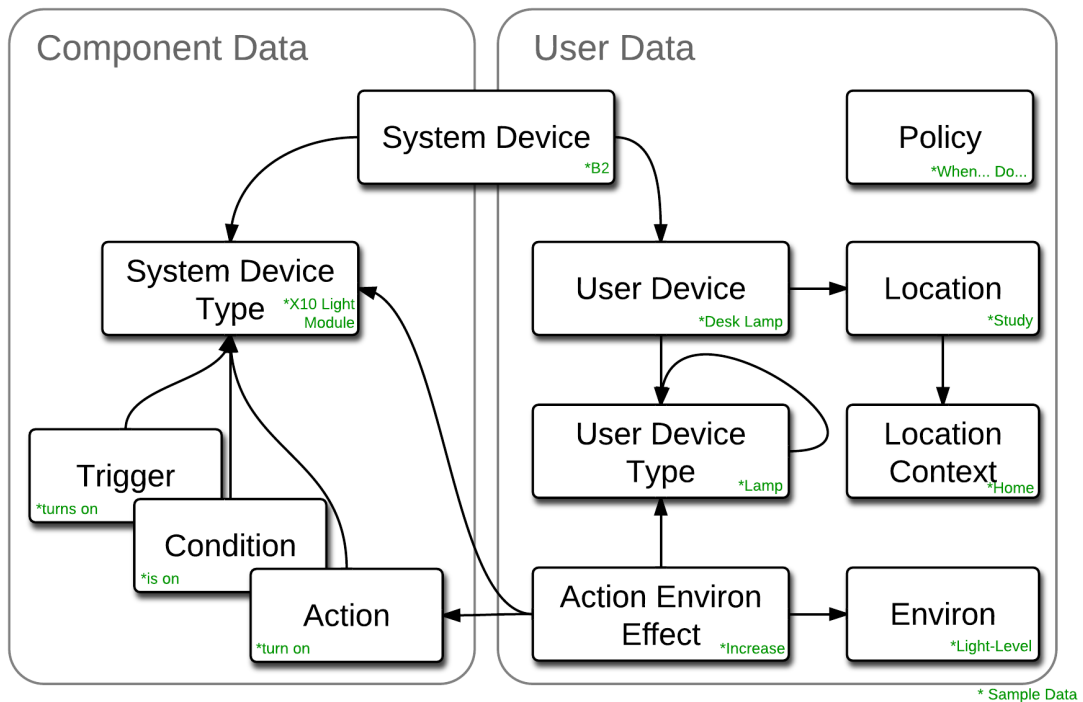 Component Data
User Data
System Device
*B2
Policy
*When... Do...
System Device
Type
*X10 Light
Module
User Device
*Desk Lamp
Location
*Study
User Device
Type
*Lamp
Location
Context
*Home
Trigger
*turns on
Condition
*is on
Action
*turn on
Action Environ
Effect
*Increase
Environ
*Light-Level
* Sample Data